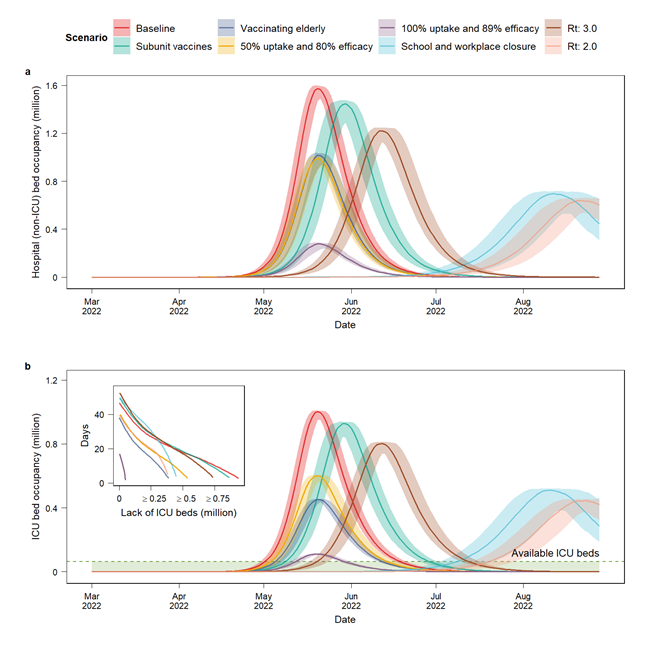 Scenario
Baseline
Vaccinating elderly
100% uptake and 89% efficacy
Rt: 3.0
Subunit vaccines
50% uptake and 80% efficacy
School and workplace closure
Rt: 2.0
a
Hospital (non-ICU) bed occupancy (million)
1.6
1.2
0.8
0.4
0
Mar Apr May Jun Jul Aug
2022 2022 2022 2022 2022 2022
Date
b
ICU bed occupancy (million)
1.2
0.8
0.4
0
Days
40
20
0
0 ≥ 0.25 ≥ 0.5 ≥ 0.75
Lack of ICU beds (million)
Available ICU beds
Mar Apr May Jun Jul Aug
2022 2022 2022 2022 2022 2022
Date